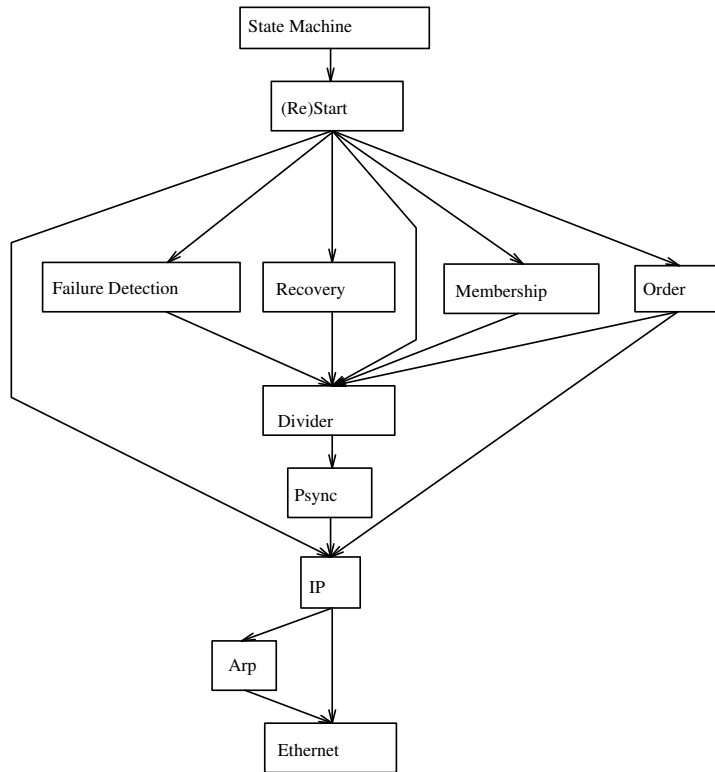 State Machine
(Re)Start
Failure Detection
Recovery
Membership
Order
Divider
Psync
IP
Arp
Ethernet